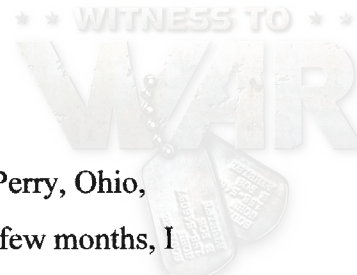 ★ ★ WITNESS TO ★ ★
WAR
Perry, Ohio,
few months, I